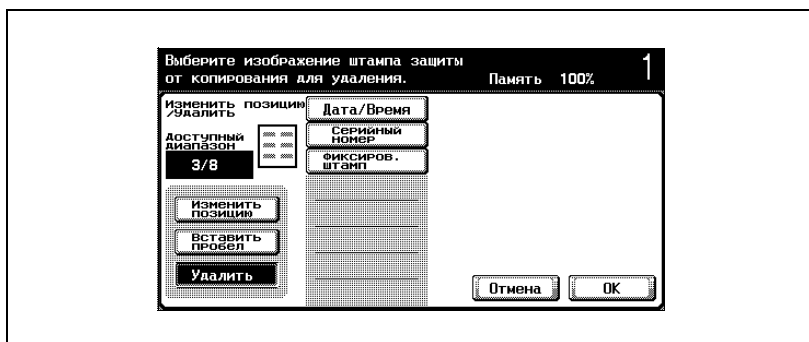 Выберите изображение штампа защиты
от копирования для удаления.
Память 100%
1
Изменить позицию
/Удалить
Доступный
диапазон
3/8
Дата/Время
Серийный
номер
Фиксиров.
штамп
Изменить
позицию
Вставить
пробел
Удалить
Отмена
OK